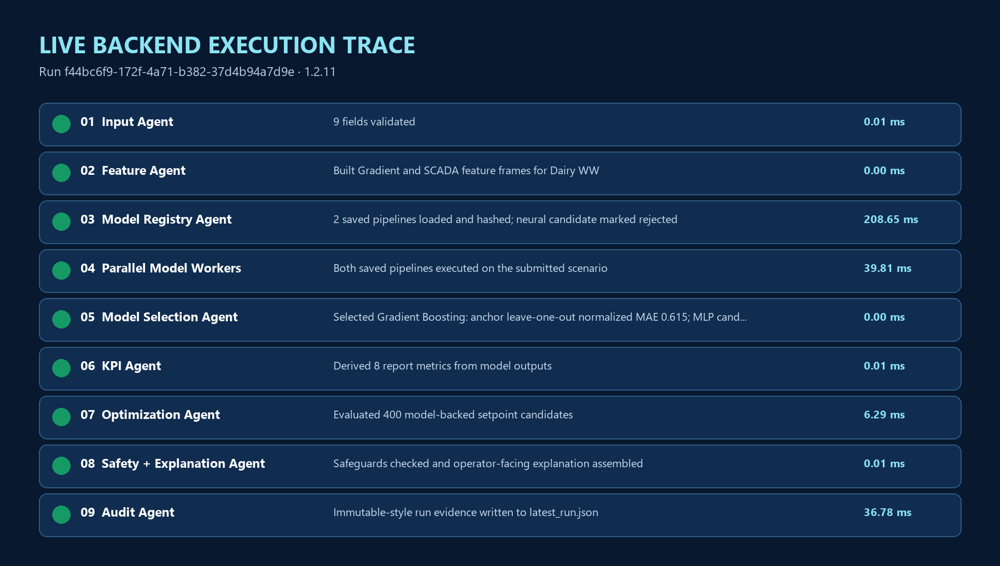 LIVE BACKEND EXECUTION TRACE
Run f44bc6f9-172f-4a71-b382-37d4b94a7d9e · 1.2.11
01 Input Agent 9 fields validated 0.01 ms
02 Feature Agent Built Gradient and SCADA feature frames for Dairy WW 0.00 ms
03 Model Registry Agent 2 saved pipelines loaded and hashed; neural candidate marked rejected 208.65 ms
04 Parallel Model Workers Both saved pipelines executed on the submitted scenario 39.81 ms
05 Model Selection Agent Selected Gradient Boosting: anchor leave-one-out normalized MAE 0.615; MLP cand... 0.00 ms
06 KPI Agent Derived 8 report metrics from model outputs 0.01 ms
07 Optimization Agent Evaluated 400 model-backed setpoint candidates 6.29 ms
08 Safety + Explanation Agent Safeguards checked and operator-facing explanation assembled 0.01 ms
09 Audit Agent Immutable-style run evidence written to latest_run.json 36.78 ms